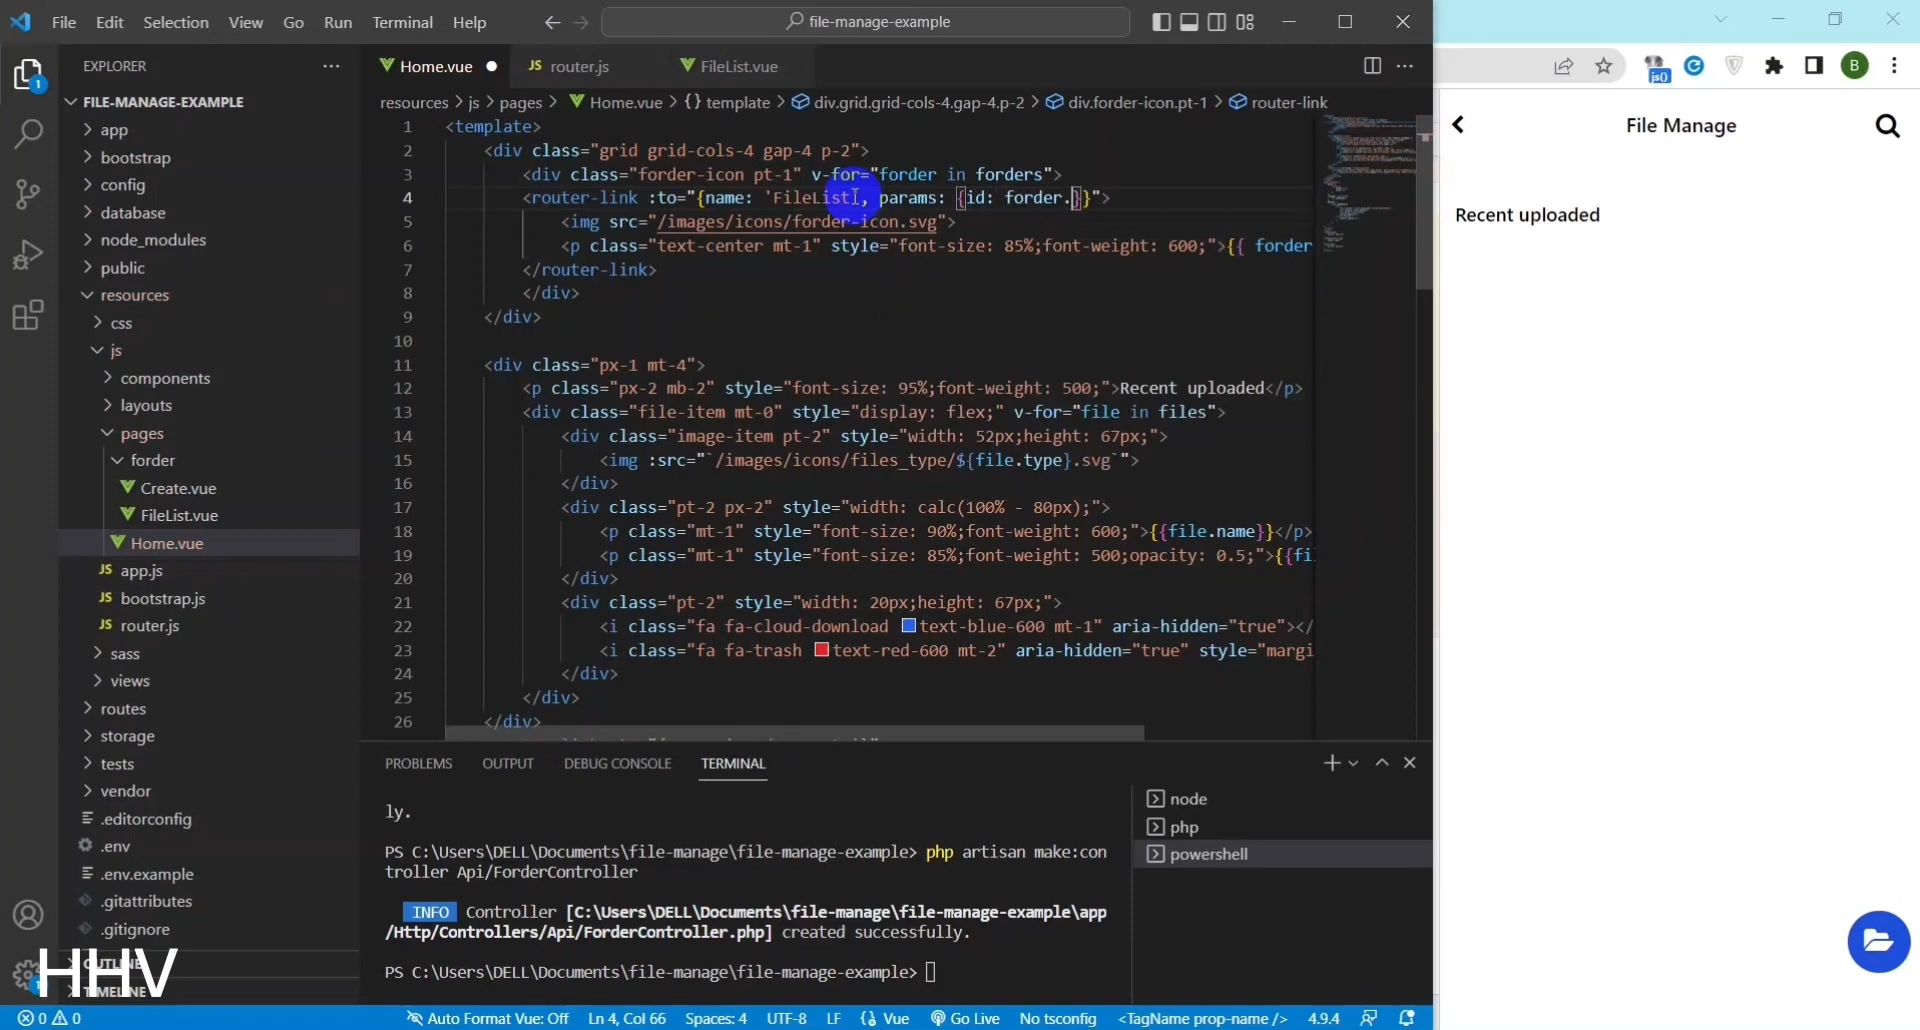 File Edit Selection View Go Run Terminal Help file-manage-example
EXPLORER
Home.vue
JS router.js
FileList.vue
js()
B
FILE-MANAGE-EXAMPLE
app
bootstrap
config
database
node_modules
public
resources
css
js
components
layouts
pages
forder
Create.vue
FileList.vue
Home.vue
JS app.js
JS bootstrap.js
JS router.js
sass
views
routes
storage
tests
vendor
.editorconfig
.env
.env.example
.gitattributes
.gitignore
OUTLINE
TIMELINE
HHV
1
1
resources > js > pages > Home.vue > {} template > div.grid.grid-cols-4.gap-4.p-2 > div.forder-icon.pt-1 > router-link
1 <template>
2 <div class="grid grid-cols-4 gap-4 p-2">
3 <div class="forder-icon pt-1" v-for="forder in forders">
4 <router-link :to="{name: 'FileList', params: {id: forder.}}">
5 <img src="/images/icons/forder-icon.svg">
6 <p class="text-center mt-1" style="font-size: 85%;font-weight: 600;">{{ forder
7 </router-link>
8 </div>
9 </div>
10
11 <div class="px-1 mt-4">
12 <p class="px-2 mb-2" style="font-size: 95%;font-weight: 500;">Recent uploaded</p>
13 <div class="file-item mt-0" style="display: flex;" v-for="file in files">
14 <div class="image-item pt-2" style="width: 52px;height: 67px;">
15 <img :src="`/images/icons/files_type/${file.type}.svg`">
16 </div>
17 <div class="pt-2 px-2" style="width: calc(100% - 80px);">
18 <p class="mt-1" style="font-size: 90%;font-weight: 600;">{{file.name}}</p>
19 <p class="mt-1" style="font-size: 85%;font-weight: 500;opacity: 0.5;">{{fi
20 </div>
21 <div class="pt-2" style="width: 20px;height: 67px;">
22 <i class="fa fa-cloud-download text-blue-600 mt-1" aria-hidden="true"></
23 <i class="fa fa-trash text-red-600 mt-2" aria-hidden="true" style="margi
24 </div>
25 </div>
26 </div>
PROBLEMS OUTPUT DEBUG CONSOLE TERMINAL
ly.
PS C:\Users\DELL\Documents\file-manage\file-manage-example> php artisan make:con
troller Api/ForderController
INFO Controller [C:\Users\DELL\Documents\file-manage\file-manage-example\app
/Http/Controllers/Api/ForderController.php] created successfully.
PS C:\Users\DELL\Documents\file-manage\file-manage-example>
node
php
powershell
0 0 Auto Format Vue: Off Ln 4, Col 66 Spaces: 4 UTF-8 LF Vue Go Live No tsconfig <TagName prop-name /> 4.9.4
File Manage
Recent uploaded